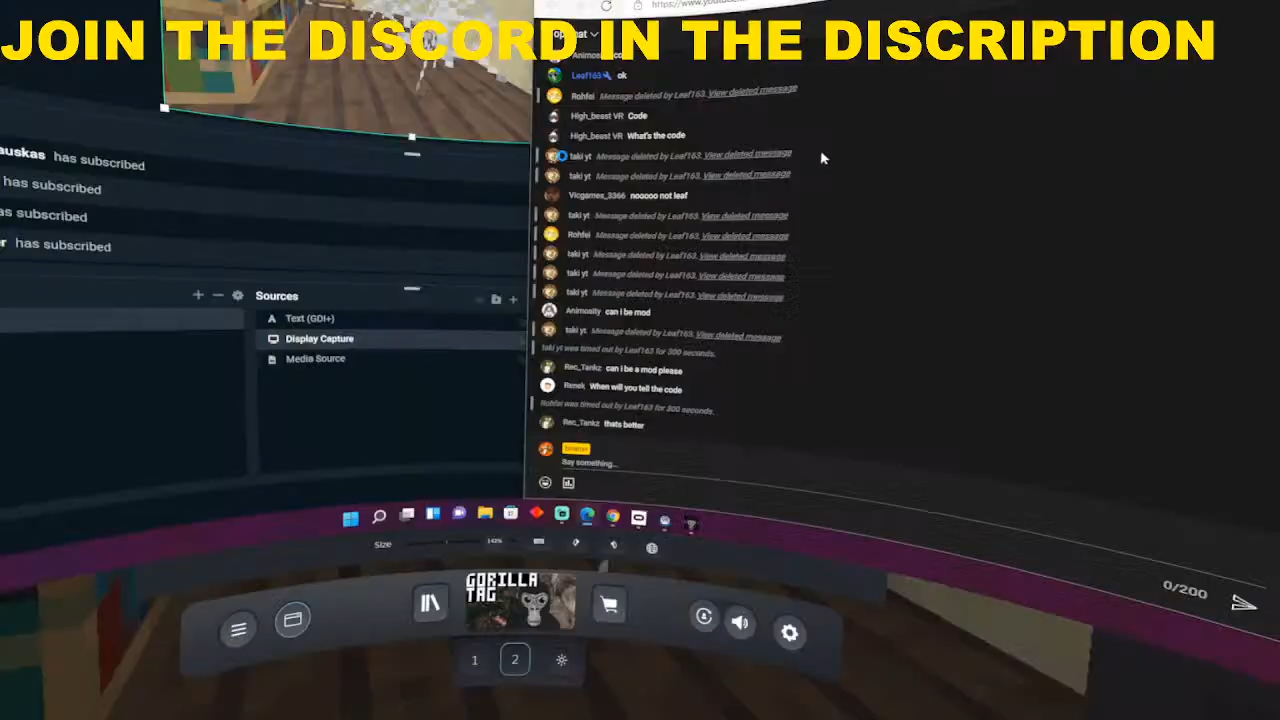 JOIN THE DISCORD IN THE DISCRIPTION
Leaf163 ok
Rohfei Message deleted by Leaf163. View deleted message
High_beast VR Code
High_beast VR What's the code
taki yt Message deleted by Leaf163. View deleted message
taki yt Message deleted by Leaf163. View deleted message
Vicgames_3366 nooooo not leaf
taki yt Message deleted by Leaf163. View deleted message
Rohfei Message deleted by Leaf163. View deleted message
taki yt Message deleted by Leaf163. View deleted message
taki yt Message deleted by Leaf163. View deleted message
taki yt Message deleted by Leaf163. View deleted message
Animosity can i be mod
taki yt Message deleted by Leaf163. View deleted message
taki yt was timed out by Leaf163 for 300 seconds.
Rec_Tankz can i be a mod please
Renek When will you tell the code
Rohfei was timed out by Leaf163 for 300 seconds.
Rec_Tankz thats better
Say something...
0/200
auskas has subscribed
has subscribed
as subscribed
r has subscribed
Sources
Text (GDI+)
Display Capture
Media Source
Size
142%
GORILLA
TAG
1
2